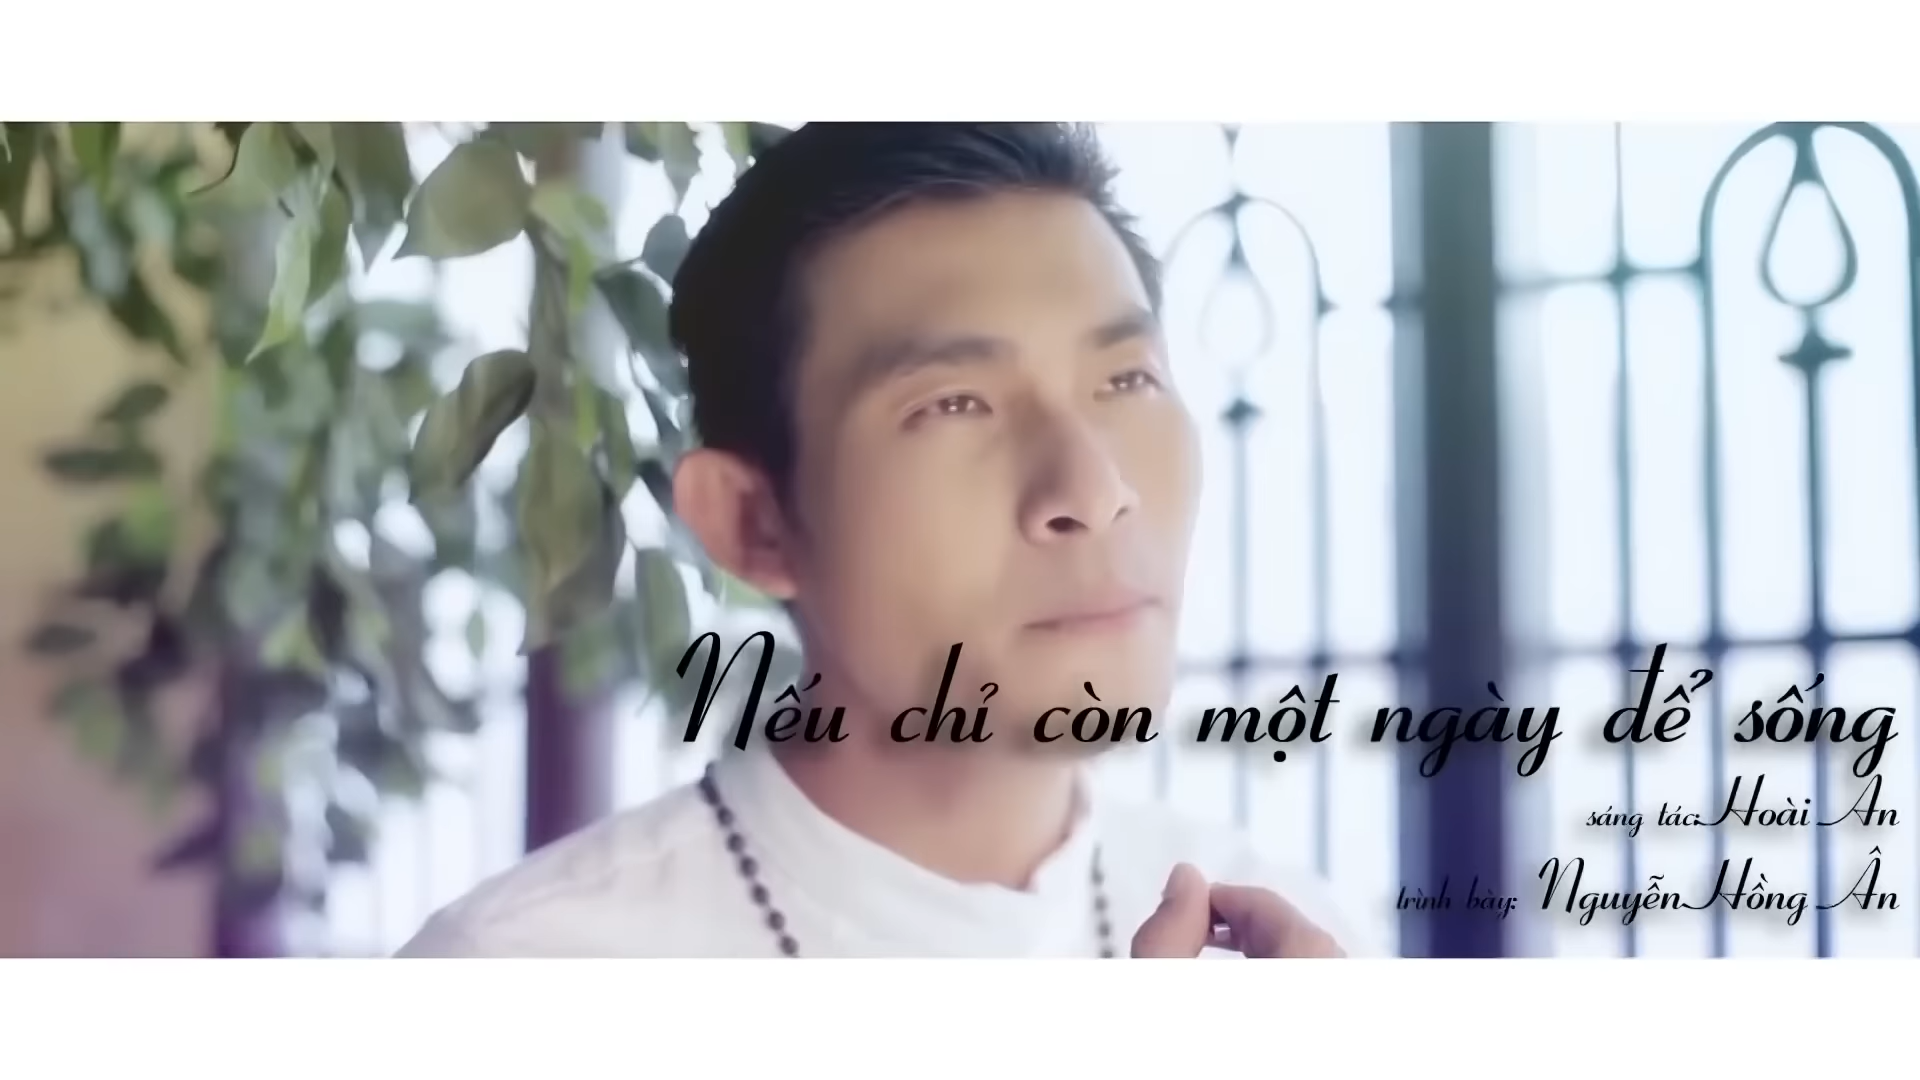 Nếu chỉ còn một ngày để sống
sáng tác: Hoài An
trình bày: Nguyễn Hồng Ân